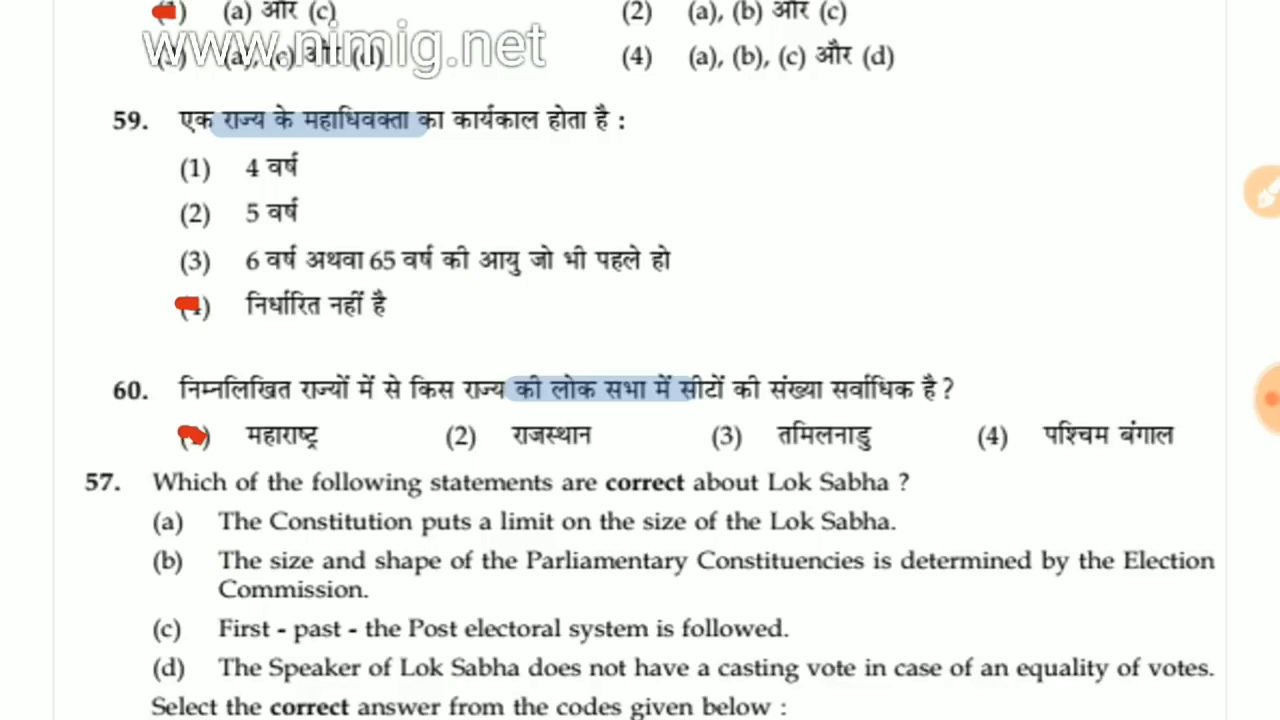 (1) (a) और (c) (2) (a), (b) और (c)
www.nimig.net
(3) (a), (c) और (d) (4) (a), (b), (c) और (d)
59. एक राज्य के महाधिवक्ता का कार्यकाल होता है :
(1) 4 वर्ष
(2) 5 वर्ष
(3) 6 वर्ष अथवा 65 वर्ष की आयु जो भी पहले हो
(4) निर्धारित नहीं है
60. निम्नलिखित राज्यों में से किस राज्य की लोक सभा में सीटों की संख्या सर्वाधिक है ?
(1) महाराष्ट्र (2) राजस्थान (3) तमिलनाडु (4) पश्चिम बंगाल
57. Which of the following statements are correct about Lok Sabha ?
(a) The Constitution puts a limit on the size of the Lok Sabha.
(b) The size and shape of the Parliamentary Constituencies is determined by the Election
Commission.
(c) First - past - the Post electoral system is followed.
(d) The Speaker of Lok Sabha does not have a casting vote in case of an equality of votes.
Select the correct answer from the codes given below :